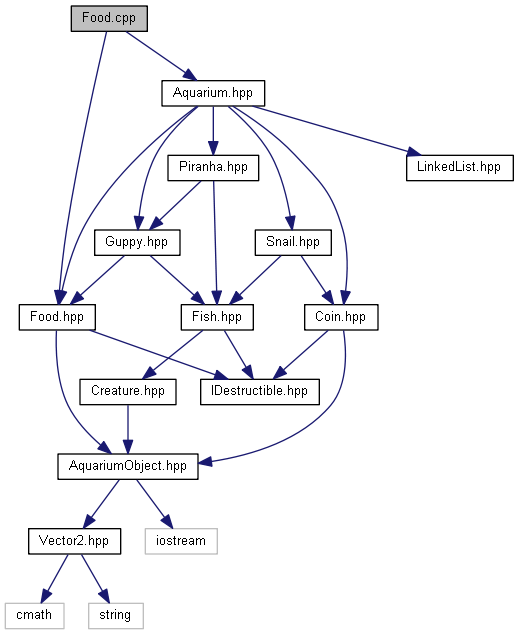 Food.cpp
Aquarium.hpp
Piranha.hpp
LinkedList.hpp
Guppy.hpp
Snail.hpp
Food.hpp
Fish.hpp
Coin.hpp
Creature.hpp
IDestructible.hpp
AquariumObject.hpp
Vector2.hpp
iostream
cmath
string